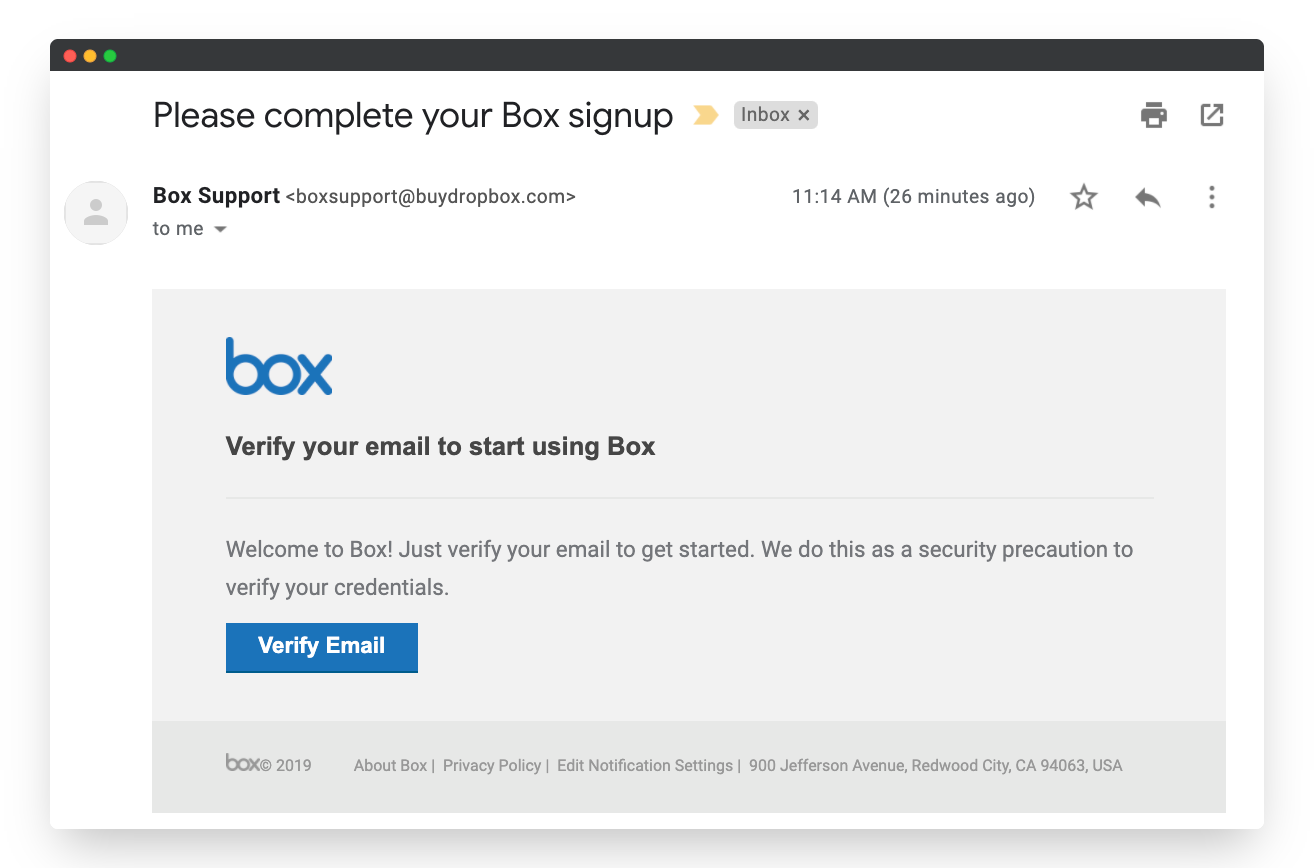 Please complete your Box signup
Inbox ×
Box Support <boxsupport@buydropbox.com>
11:14 AM (26 minutes ago)
to me
box
Verify your email to start using Box
Welcome to Box! Just verify your email to get started. We do this as a security precaution to
verify your credentials.
Verify Email
box© 2019 About Box | Privacy Policy | Edit Notification Settings | 900 Jefferson Avenue, Redwood City, CA 94063, USA